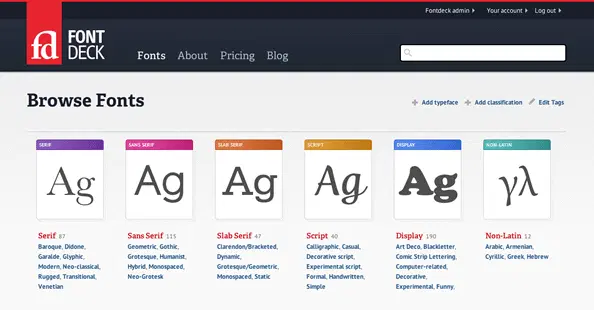 Fontdeck admin
Your account
Log out
fd
FONT
DECK
Fonts
About
Pricing
Blog
Browse Fonts
Add typeface
Add classification
Edit Tags
SERIF
Ag
SANS SERIF
Ag
SLAB SERIF
Ag
SCRIPT
Ag
DISPLAY
Ag
NON-LATIN
γλ
Serif 87
Baroque, Didone,
Garalde, Glyphic,
Modern, Neo-classical,
Rugged, Transitional,
Venetian
Sans Serif 115
Geometric, Gothic,
Grotesque, Humanist,
Hybrid, Monospaced,
Neo-Grotesk
Slab Serif 47
Clarendon/Bracketed,
Dynamic,
Grotesque/Geometric,
Monospaced, Static
Script 40
Calligraphic, Casual,
Decorative script,
Experimental script,
Formal, Handwritten,
Simple
Display 190
Art Deco, Blackletter,
Comic Strip Lettering,
Computer-related,
Decorative,
Experimental, Funny,
Non-Latin 12
Arabic, Armenian,
Cyrillic, Greek, Hebrew